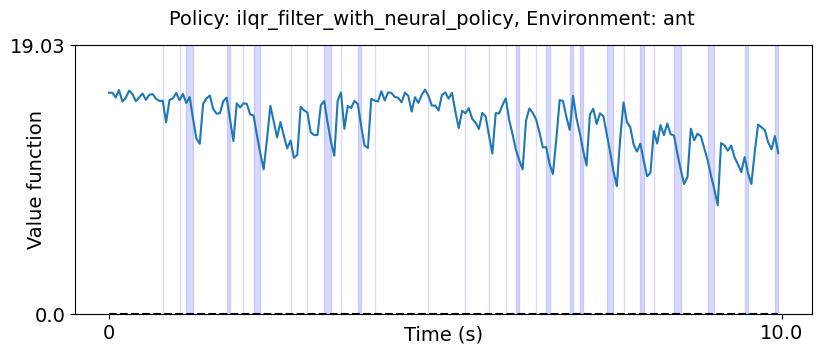 Policy: ilqr_filter_with_neural_policy, Environment: ant
19.03
Value function
0.0
0
Time (s)
10.0